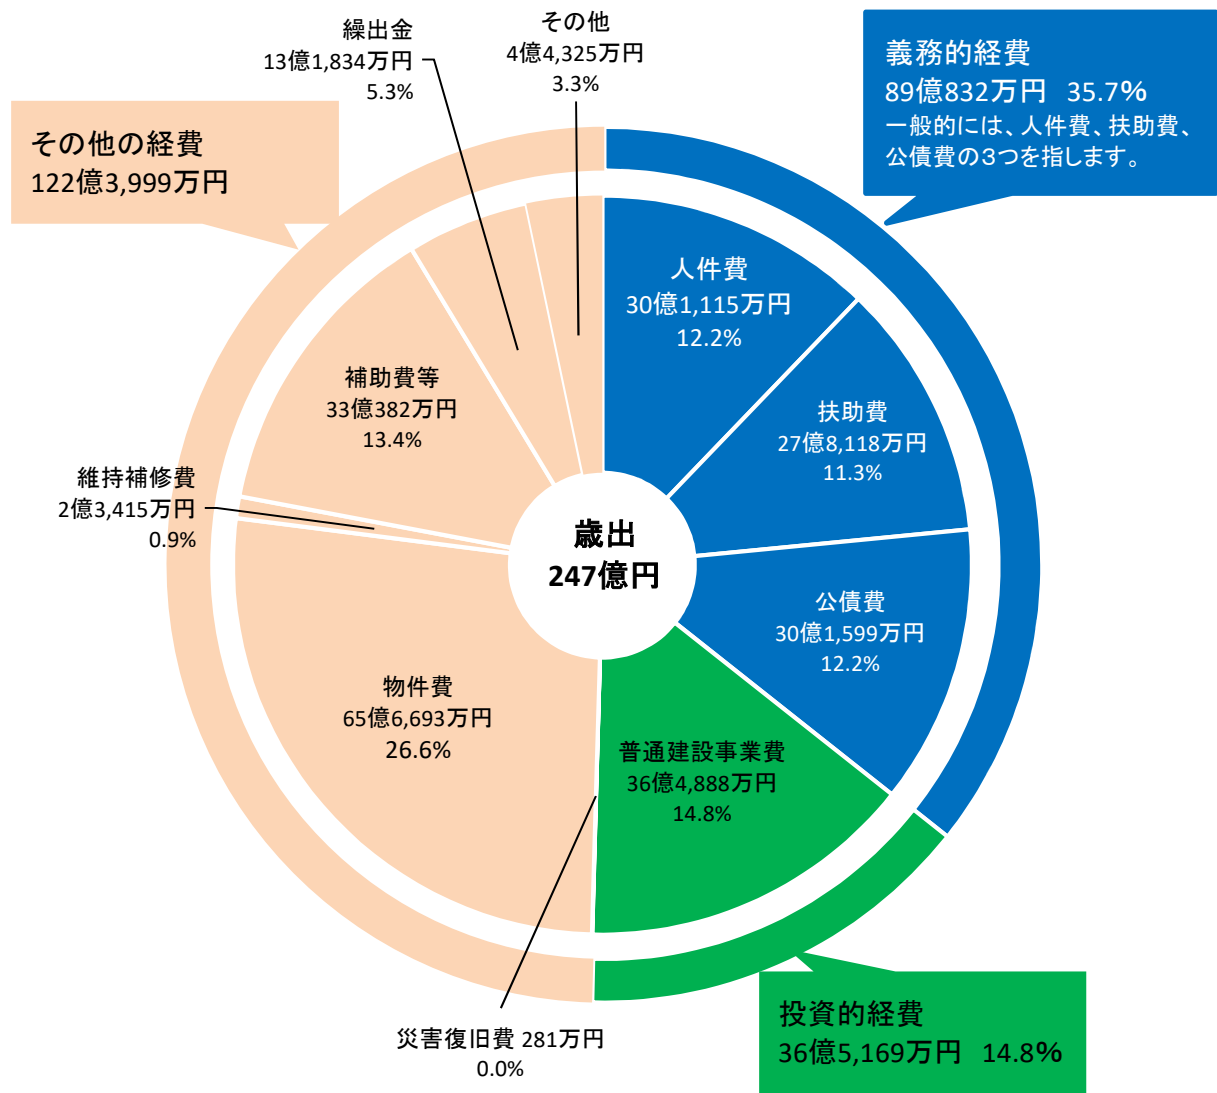 繰出金
13億1,834万円
5.3%
その他
4億4,325万円
3.3%
義務的経費
89億832万円 35.7%
一般的には、人件費、扶助費、
公債費の3つを指します。
その他の経費
122億3,999万円
人件費
30億1,115万円
12.2%
扶助費
27億8,118万円
11.3%
公債費
30億1,599万円
12.2%
補助費等
33億382万円
13.4%
維持補修費
2億3,415万円
0.9%
歳出
247億円
物件費
65億6,693万円
26.6%
普通建設事業費
36億4,888万円
14.8%
災害復旧費 281万円
0.0%
投資的経費
36億5,169万円 14.8%